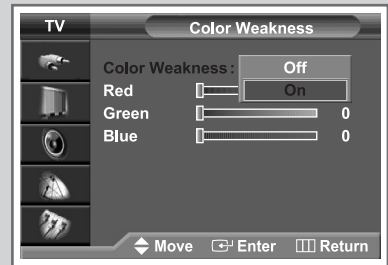 TV Color Weakness
Color Weakness : Off
Red On
Green 0
Blue 0
Move Enter Return